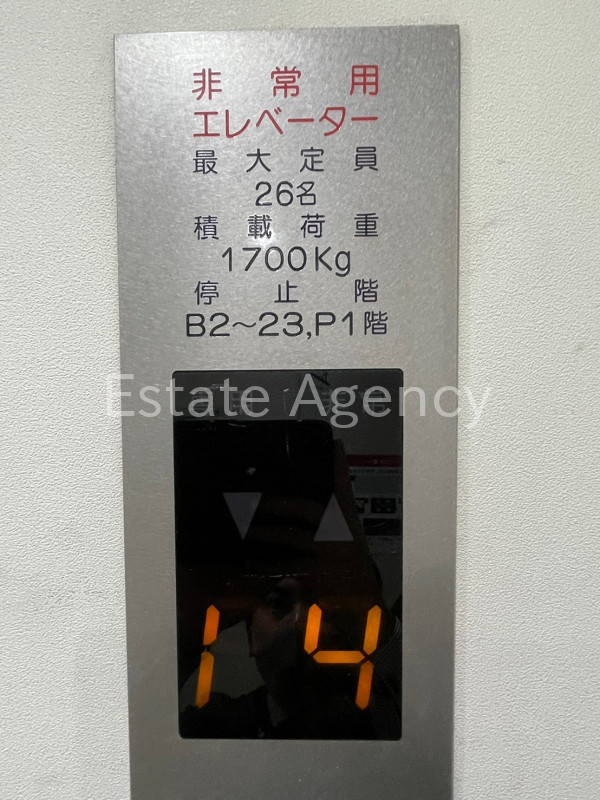 非常用
エレベーター
最大定員
26名
積載荷重
1700Kg
停止階
B2～23,P1階
Estate Agency
14